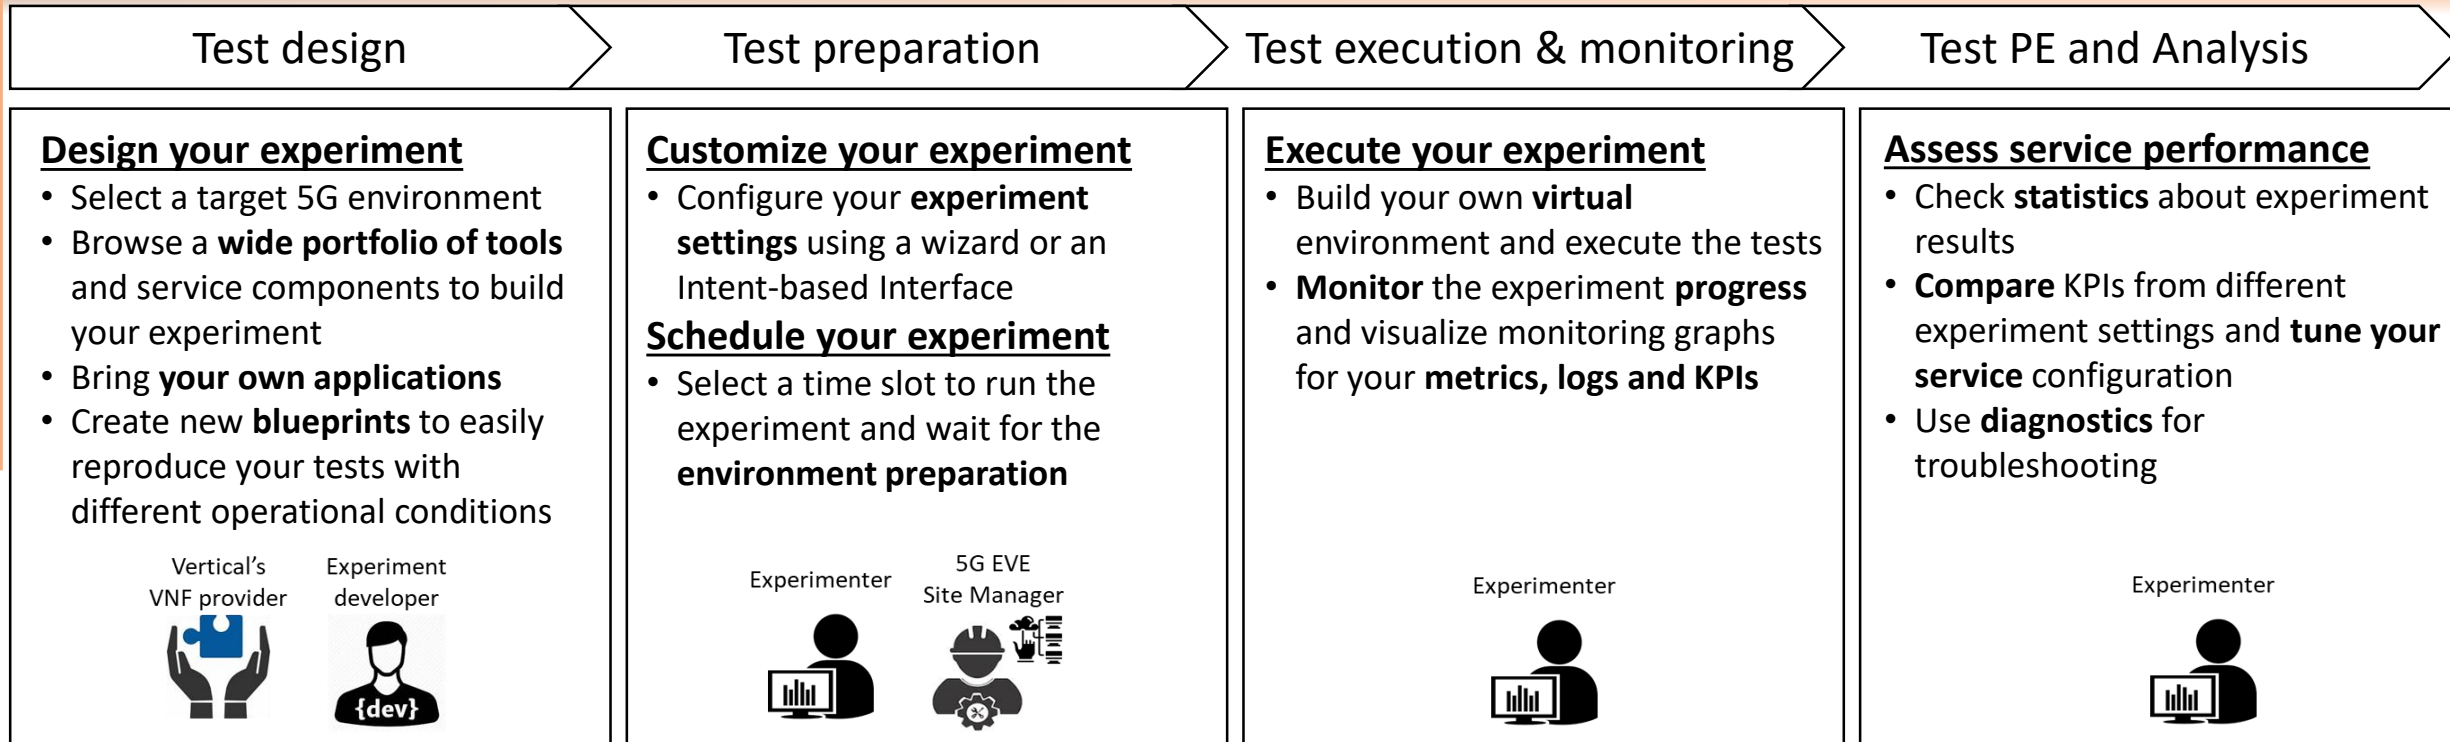 Test design
Test preparation
Test execution & monitoring
Test PE and Analysis
Design your experiment
• Select a target 5G environment
• Browse a wide portfolio of tools
and service components to build
your experiment
• Bring your own applications
• Create new blueprints to easily
reproduce your tests with
different operational conditions
Vertical's
VNF provider
Experiment
developer
{dev}
Customize your experiment
• Configure your experiment
settings using a wizard or an
Intent-based Interface
Schedule your experiment
• Select a time slot to run the
experiment and wait for the
environment preparation
Experimenter
5G EVE
Site Manager
Execute your experiment
• Build your own virtual
environment and execute the tests
• Monitor the experiment progress
and visualize monitoring graphs
for your metrics, logs and KPIs
Experimenter
Assess service performance
• Check statistics about experiment
results
• Compare KPIs from different
experiment settings and tune your
service configuration
• Use diagnostics for
troubleshooting
Experimenter